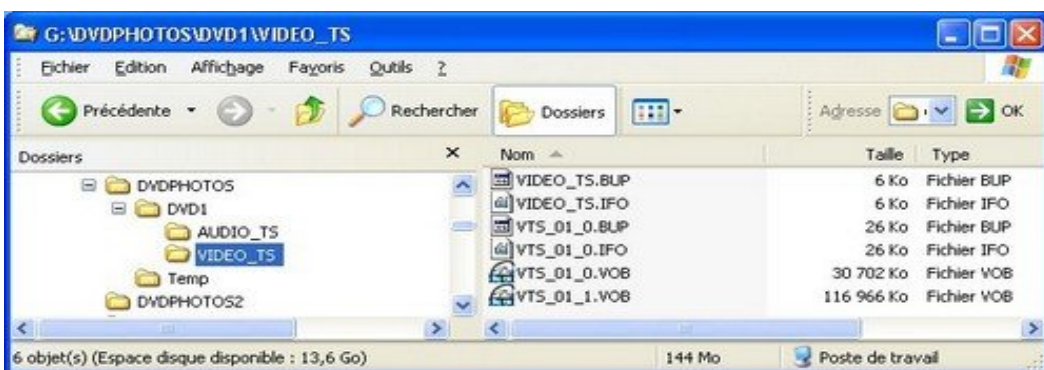 G:\DVDPHOTOS\DVD1\VIDEO_TS
Fichier Edition Affichage Favoris Outils ?
Précédente Rechercher Dossiers Adresse OK
Dossiers
DVDPHOTOS
DVD1
AUDIO_TS
VIDEO_TS
Temp
DVDPHOTOS2
Nom Taille Type
VIDEO_TS.BUP 6 Ko Fichier BUP
VIDEO_TS.IFO 6 Ko Fichier IFO
VTS_01_0.BUP 26 Ko Fichier BUP
VTS_01_0.IFO 26 Ko Fichier IFO
VTS_01_0.VOB 30 702 Ko Fichier VOB
VTS_01_1.VOB 116 966 Ko Fichier VOB
6 objet(s) (Espace disque disponible : 13,6 Go) 144 Mo Poste de travail